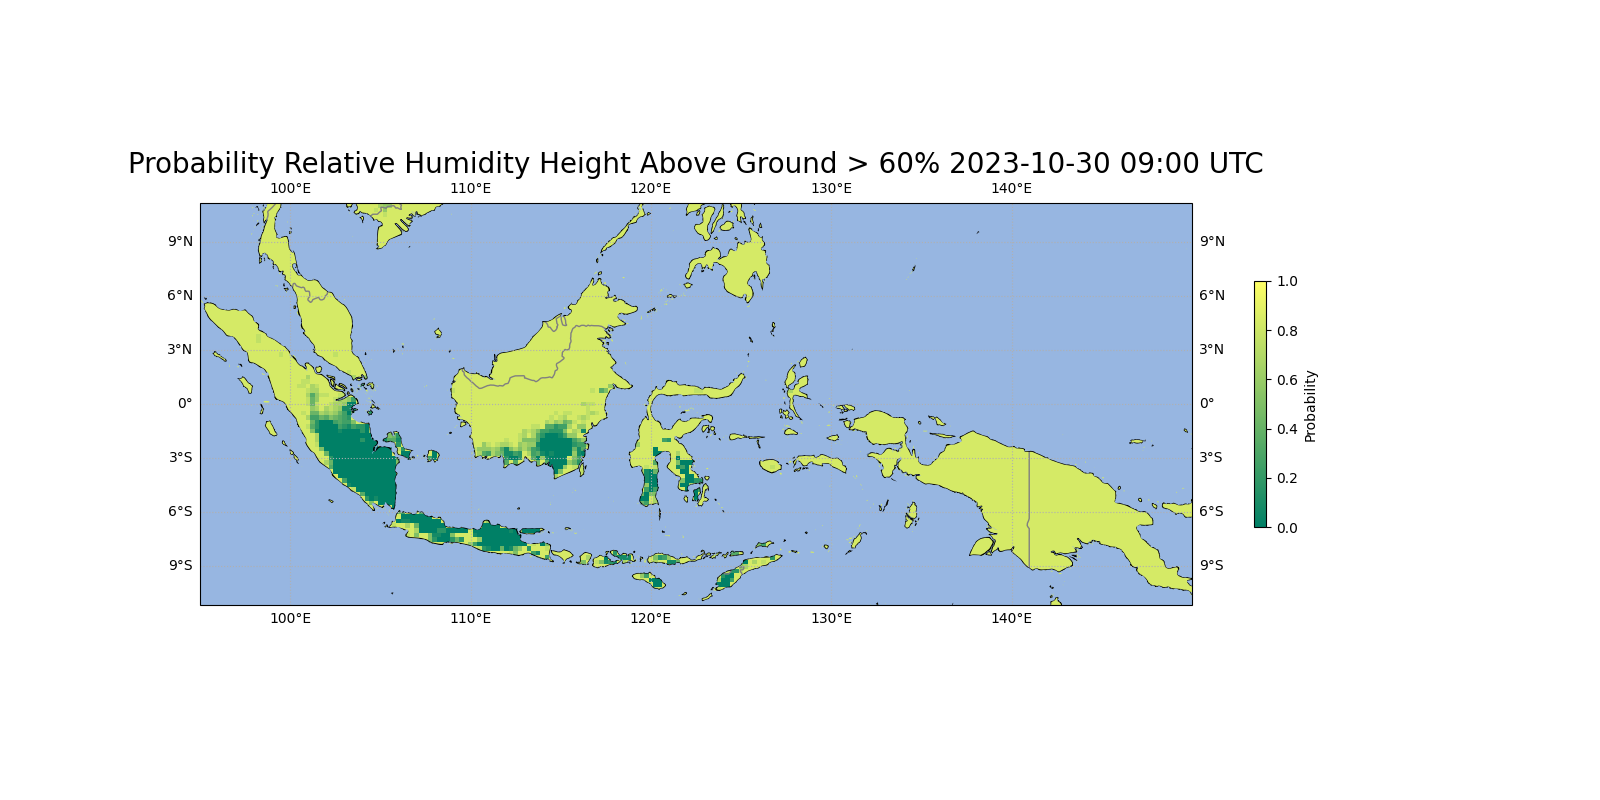 Probability Relative Humidity Height Above Ground > 60% 2023-10-30 09:00 UTC
100°E 110°E 120°E 130°E 140°E
9°N 9°N
6°N 6°N
3°N 3°N
0° 0°
3°S 3°S
6°S 6°S
9°S 9°S
100°E 110°E 120°E 130°E 140°E
1.0
0.8
0.6
0.4
0.2
0.0
Probability